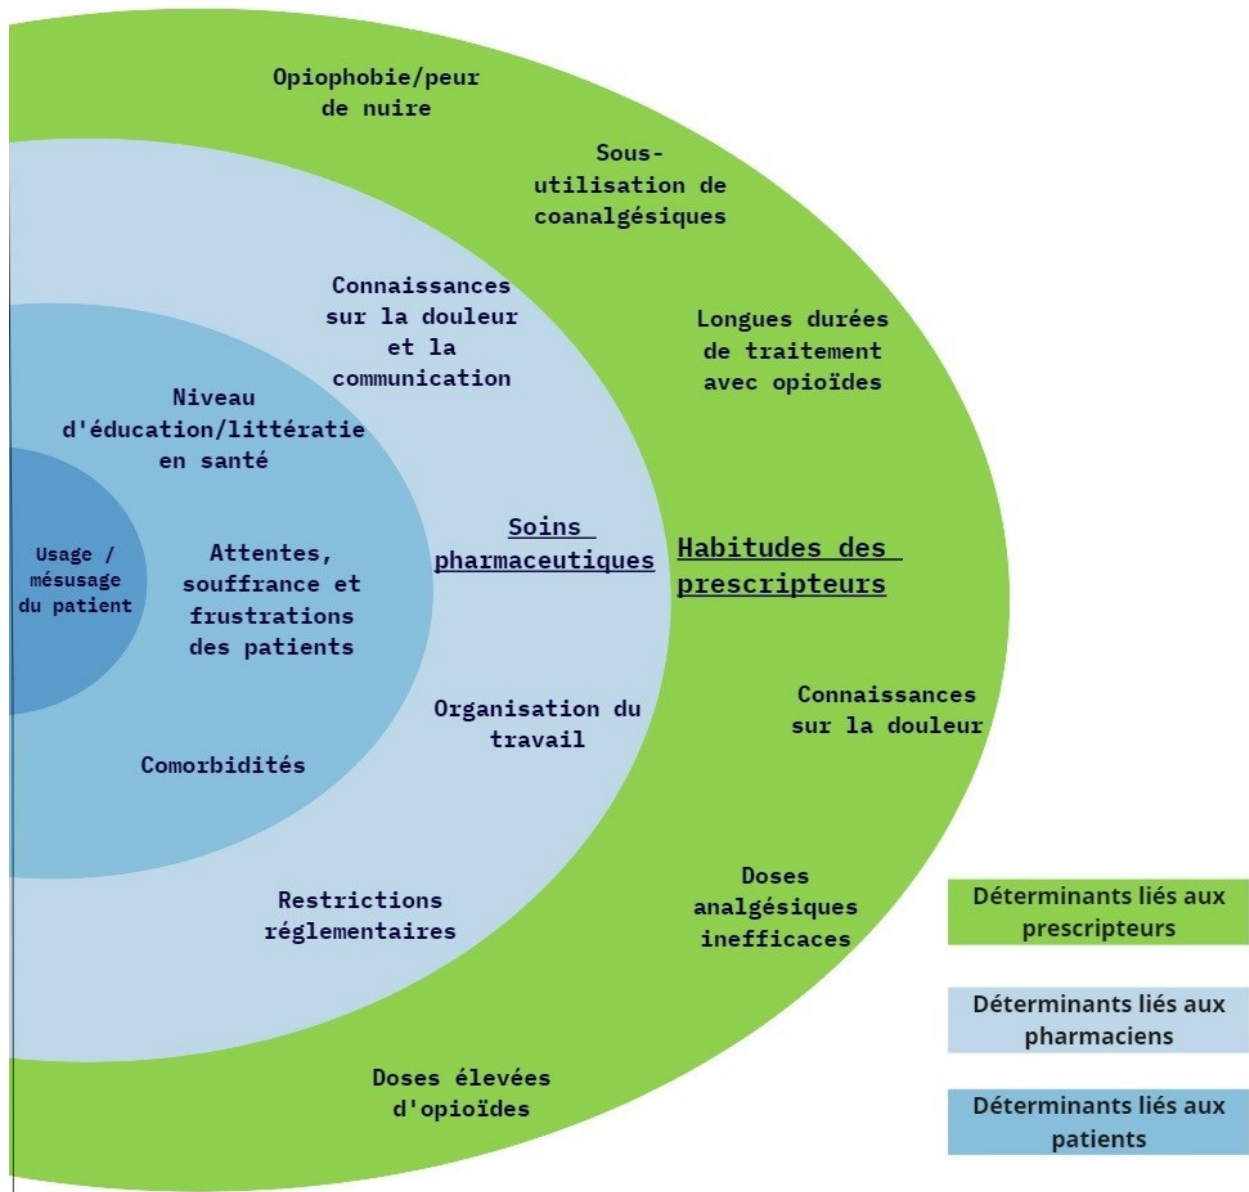 Opiophobie/peur
de nuire
Sous-
utilisation de
coanalgésiques
Connaissances
sur la douleur
et la
communication
Longues durées
de traitement
avec opioïdes
Niveau
d'éducation/littératie
en santé
Usage /
mésusage
du patient
Attentes,
souffrance et
frustrations
des patients
Soins
pharmaceutiques
Habitudes des
prescripteurs
Organisation du
travail
Connaissances
sur la douleur
Comorbidités
Restrictions
réglementaires
Doses
analgésiques
inefficaces
Doses élevées
d'opioïdes
Déterminants liés aux
prescripteurs
Déterminants liés aux
pharmaciens
Déterminants liés aux
patients